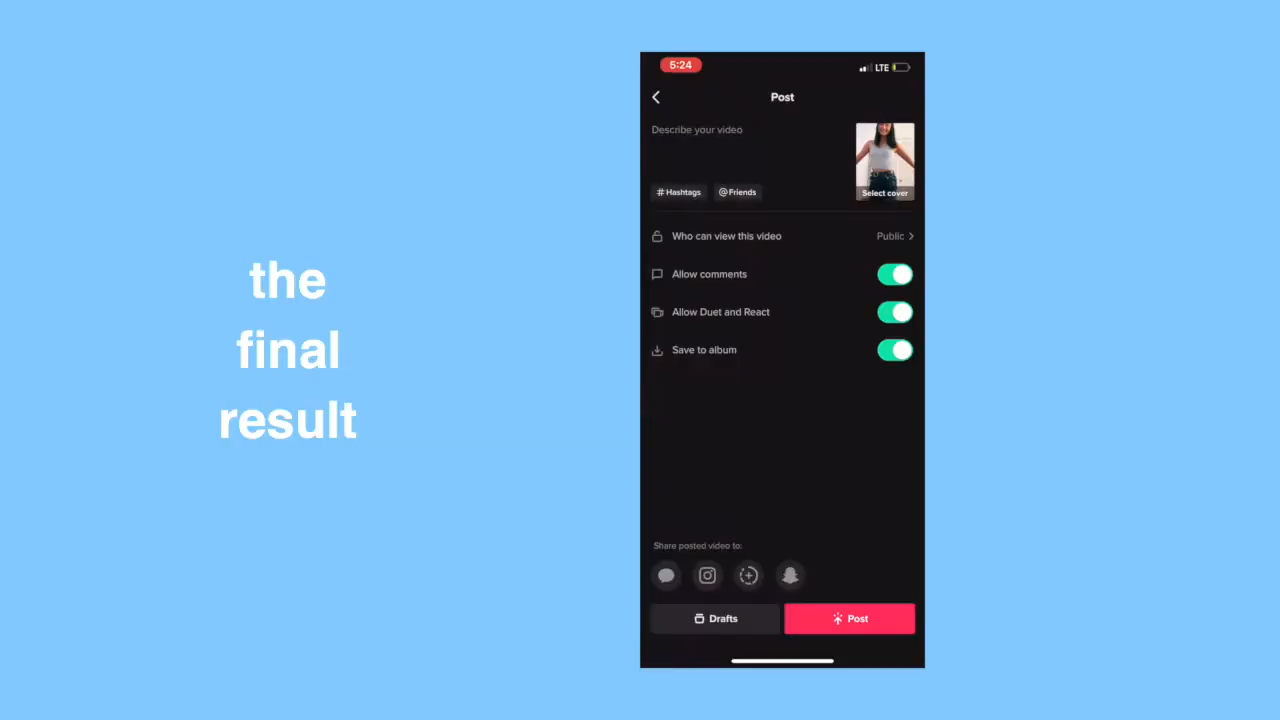 the
final
result
5:24
LTE
Post
Describe your video
Select cover
# Hashtags @ Friends
Who can view this video Public
Allow comments
Allow Duet and React
Save to album
Share posted video to:
Drafts Post